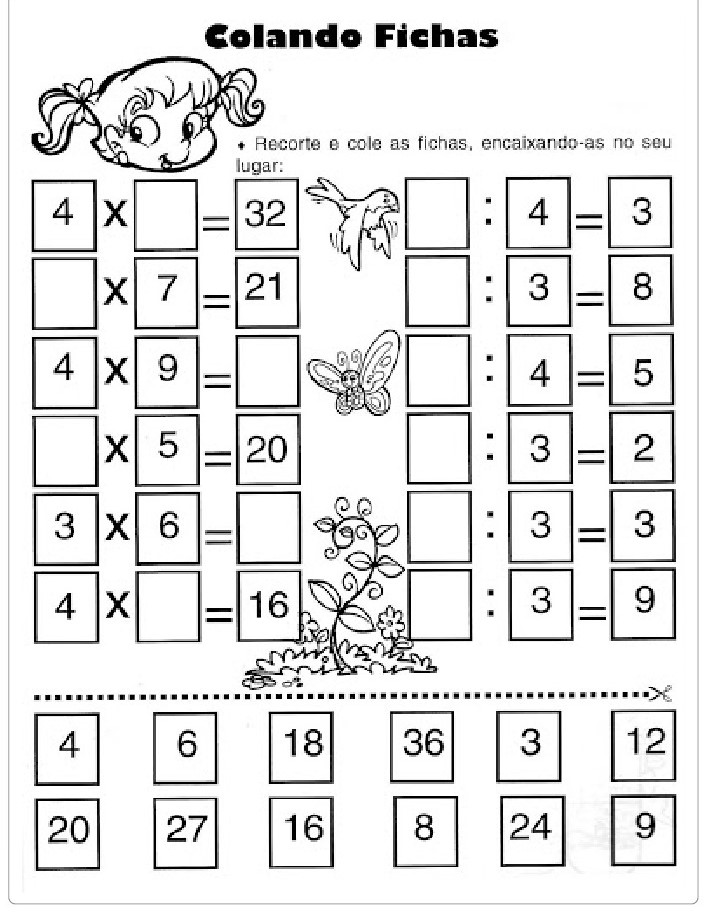 Colando Fichas
• Recorte e cole as fichas, encaixando-as no seu
lugar:
4 x = 32 : 4 = 3
x 7 = 21 : 3 = 8
4 x 9 = : 4 = 5
x 5 = 20 : 3 = 2
3 x 6 = : 3 = 3
4 x = 16 : 3 = 9
4 6 18 36 3 12
20 27 16 8 24 9